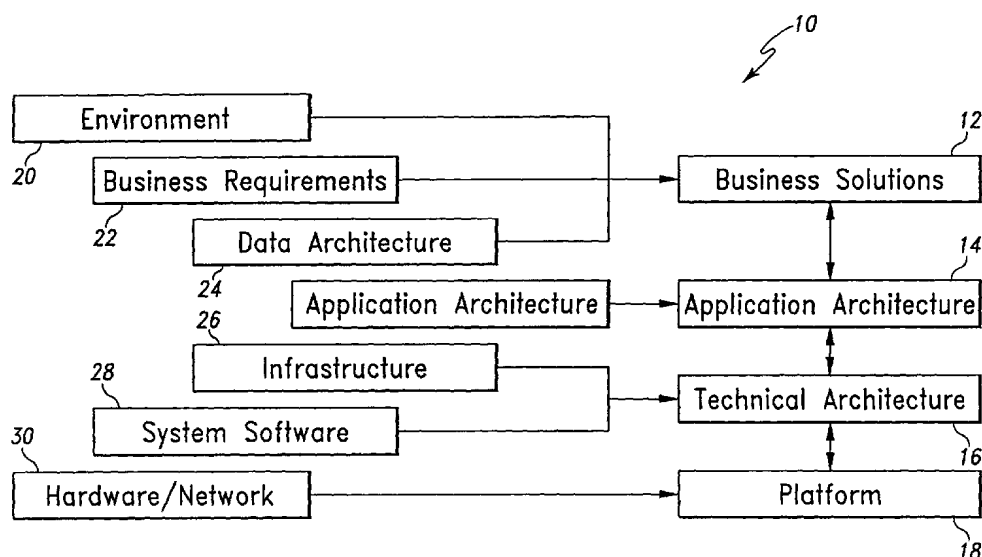 10
Environment
12
20
Business Requirements
Business Solutions
22
Data Architecture
24
14
Application Architecture
Application Architecture
26
Infrastructure
28
Technical Architecture
System Software
16
30
Hardware/Network
Platform
18